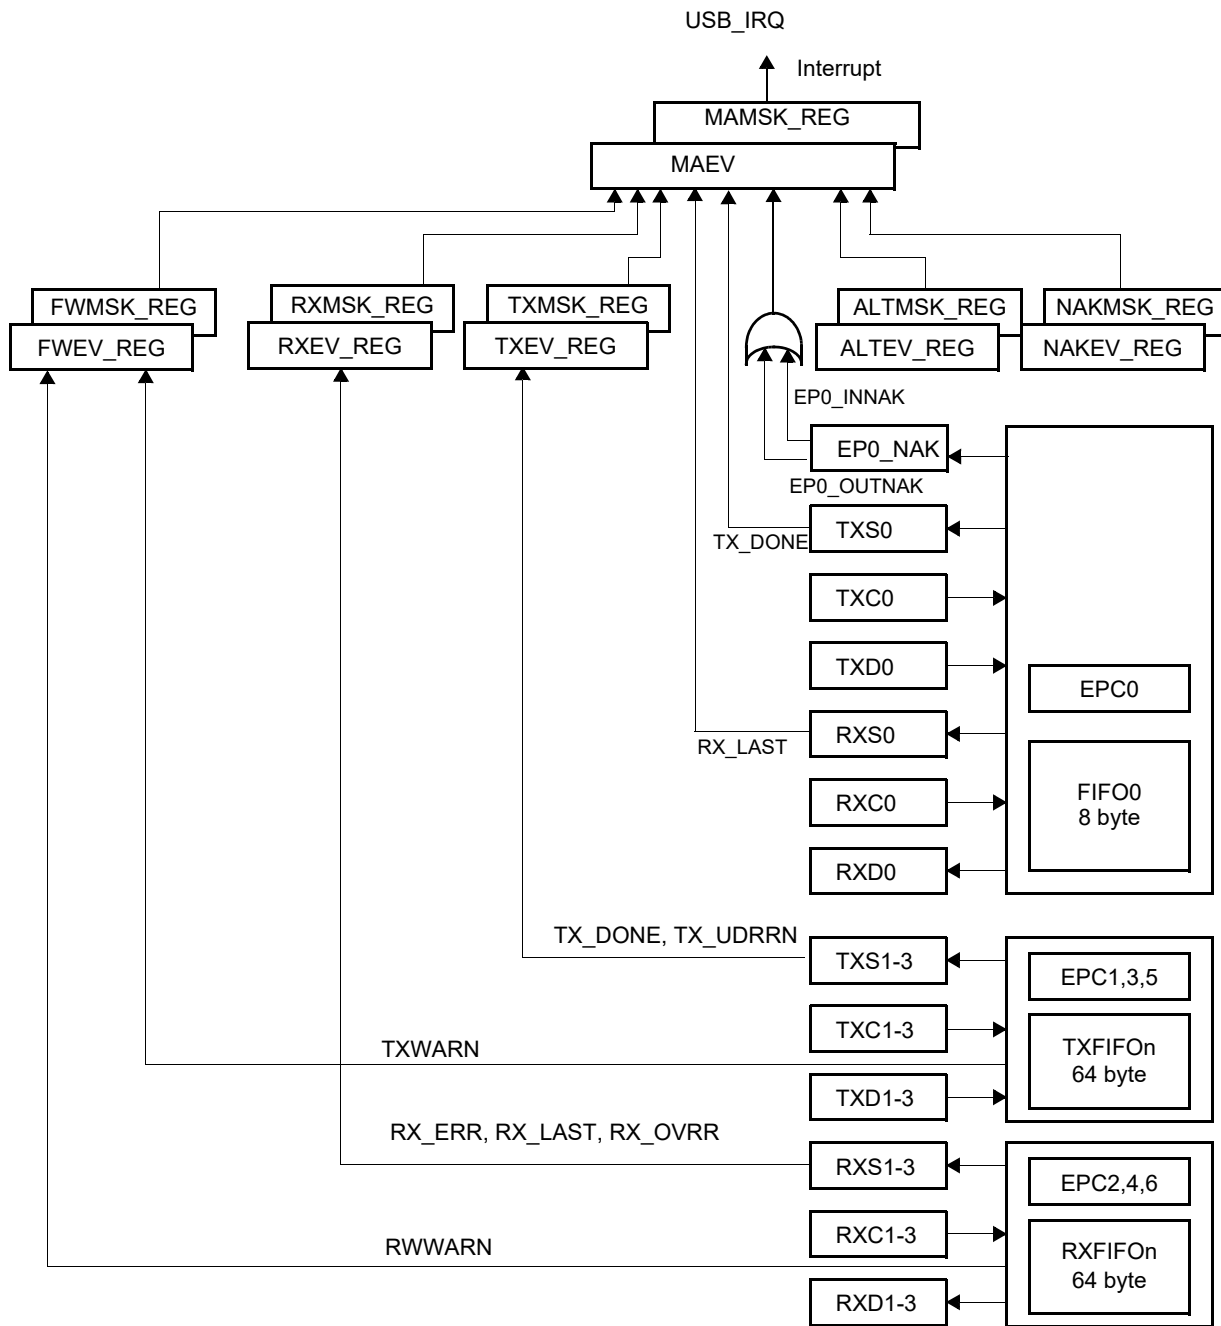 USB_IRQ
Interrupt
MAMSK_REG
MAEV
FWMSK_REG
RXMSK_REG
TXMSK_REG
ALTMSK_REG
NAKMSK_REG
FWEV_REG
RXEV_REG
TXEV_REG
ALTEV_REG
NAKEV_REG
EP0_INNAK
EP0_NAK
EP0_OUTNAK
TXS0
TX_DONE
TXC0
TXD0
EPC0
RXS0
RX_LAST
FIFO0
8 byte
RXC0
RXD0
TX_DONE, TX_UDRRN
TXS1-3
EPC1,3,5
TXC1-3
TXWARN
TXFIFOn
64 byte
TXD1-3
RX_ERR, RX_LAST, RX_OVRR
RXS1-3
EPC2,4,6
RXC1-3
RWWARN
RXFIFOn
64 byte
RXD1-3